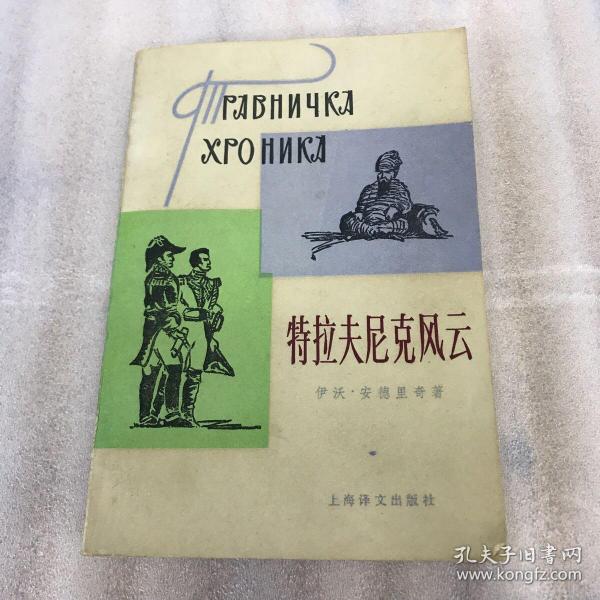 Травничка
хроника
特拉夫尼克风云
伊沃·安德里奇著
上海译文出版社
孔夫子旧书网
www.kongfz.com